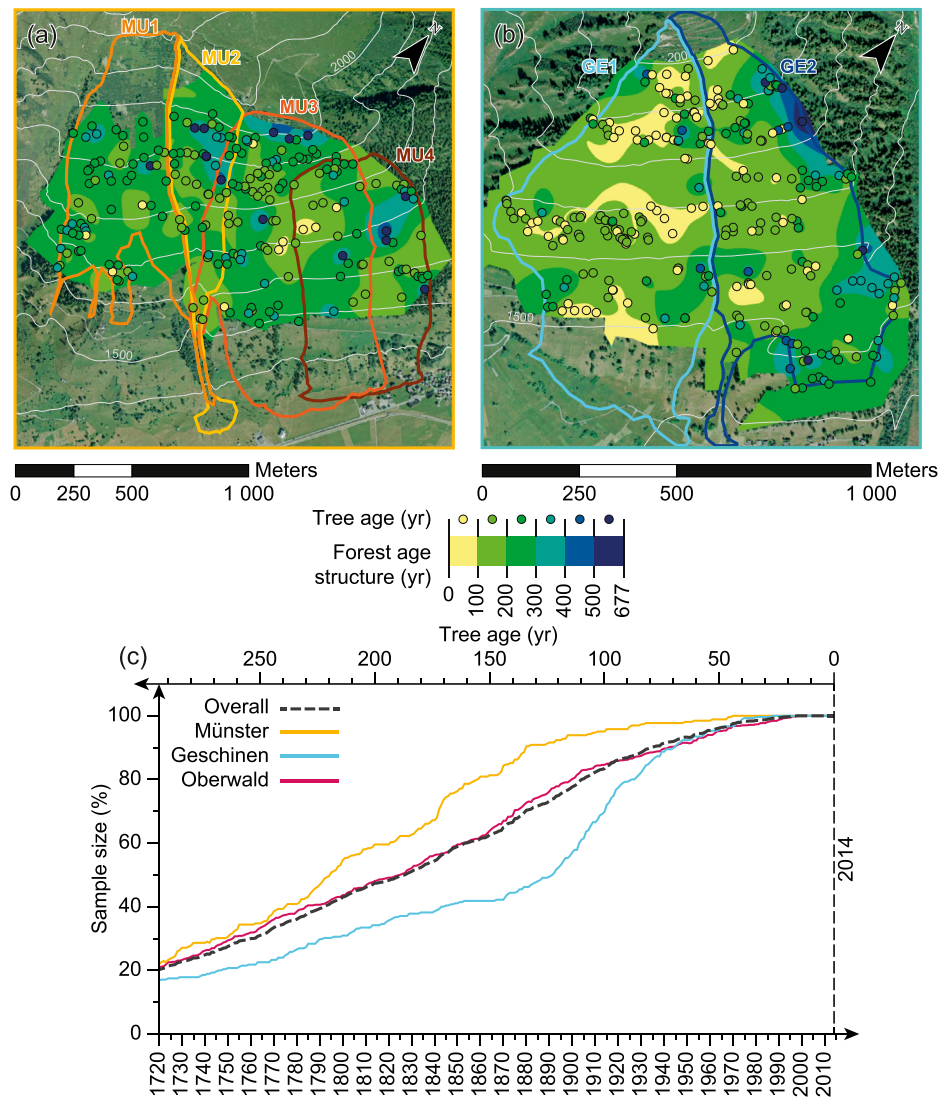 (a)
MU1
MU2
MU3
MU4
2000
1500
N
(b)
GE1
GE2
200
1500
N
Meters
0 250 500 1 000
Meters
0 250 500 1 000
Tree age (yr)
Forest age
structure (yr)
0 100 200 300 400 500 677
(c)
Tree age (yr)
250 200 150 100 50 0
Overall
Münster
Geschinen
Oberwald
Sample size (%)
100
80
60
40
20
0
2014
1720 1730 1740 1750 1760 1770 1780 1790 1800 1810 1820 1830 1840 1850 1860 1870 1880 1890 1900 1910 1920 1930 1940 1950 1960 1970 1980 1990 2000 2010